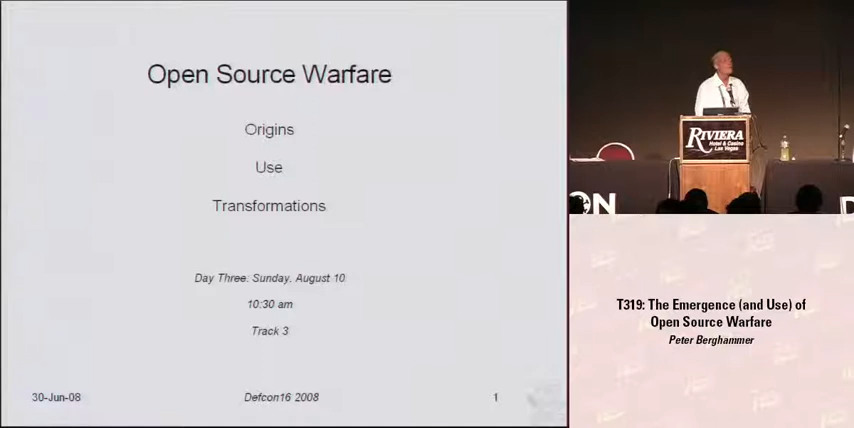 Open Source Warfare
Origins
Use
Transformations
Day Three: Sunday, August 10
10:30 am
Track 3
30-Jun-08
Defcon16 2008
1
RIVIERA
Hotel & Casino
Las Vegas
ON
D
T319: The Emergence (and Use) of
Open Source Warfare
Peter Berghammer